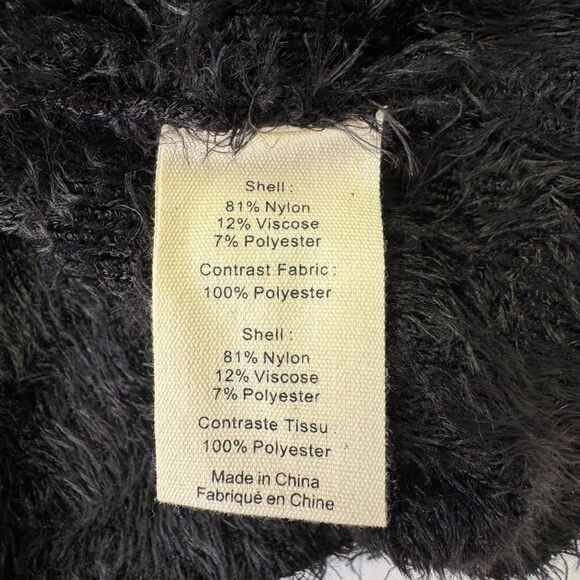 Shell :
81% Nylon
12% Viscose
7% Polyester
Contrast Fabric :
100% Polyester
Shell :
81% Nylon
12% Viscose
7% Polyester
Contraste Tissu
100% Polyester
Made in China
Fabriqué en Chine